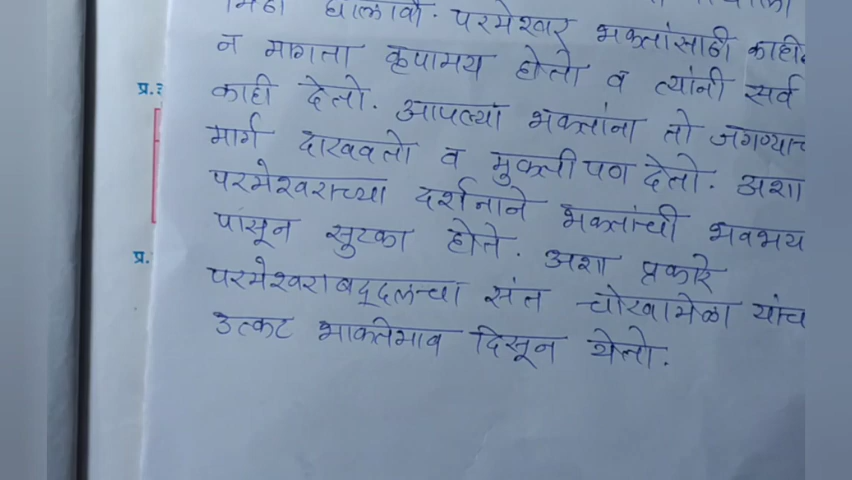 मिठी घालावी. परमेश्वर भक्तांसाठी काही
न मागता कृपामय होतो व त्यांनी सर्व
काही देतो. आपल्या भक्तांना तो जगण्याच
मार्ग दाखवतो व मुक्ती पण देतो. अशा
परमेश्वराच्या दर्शनाने भक्तांची भवभय
पासून सुटका होते. अशा प्रकारे
परमेश्वराबद्दलच्या संत चोखामेळा यांच
उत्कट भक्तिभाव दिसून येतो.
प्र.
प्र.